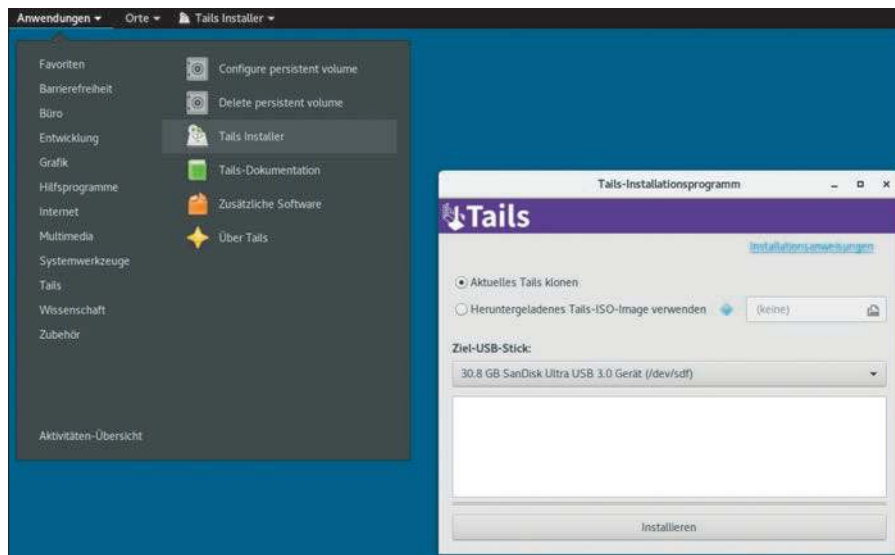 Anwendungen Orte Tails Installer
Favoriten
Barrierefreiheit
Büro
Entwicklung
Grafik
Hilfsprogramme
Internet
Multimedia
Systemwerkzeuge
Tails
Wissenschaft
Zubehör
Aktivitäten-Übersicht
Configure persistent volume
Delete persistent volume
Tails Installer
Tails-Dokumentation
Zusätzliche Software
Über Tails
Tails-Installationsprogramm
Tails
Installationsanweisungen
Aktuelles Tails klonen
Heruntergeladenes Tails-ISO-Image verwenden (keine)
Ziel-USB-Stick:
30.8 GB SanDisk Ultra USB 3.0 Gerät (/dev/sdf)
Installieren